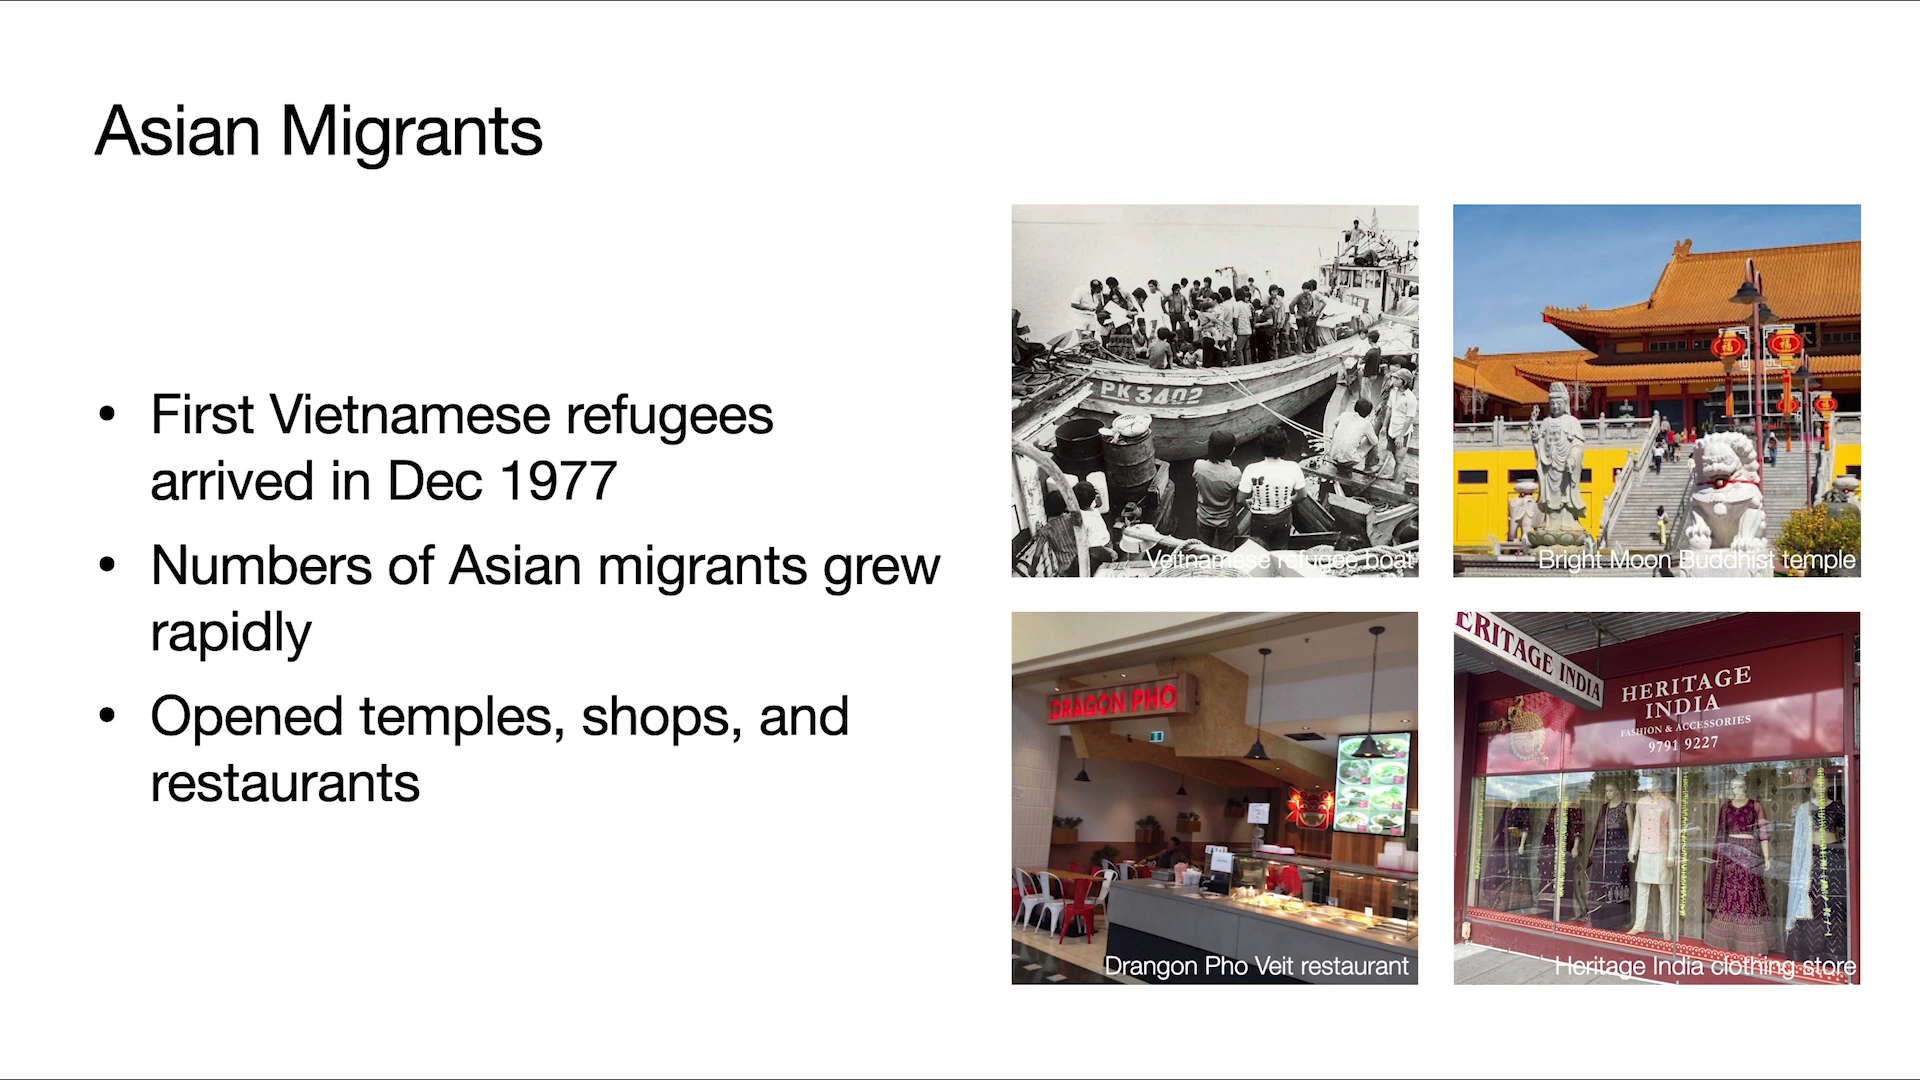 Asian Migrants
First Vietnamese refugees
arrived in Dec 1977
Numbers of Asian migrants grew
rapidly
Opened temples, shops, and
restaurants
PK 3402
Veitnamese refugee boat
Bright Moon Buddhist temple
DRAGON PHO
Drangon Pho Veit restaurant
ERITAGE INDIA
HERITAGE
INDIA
FASHION & ACCESSORIES
9791 9227
Heritage India clothing store